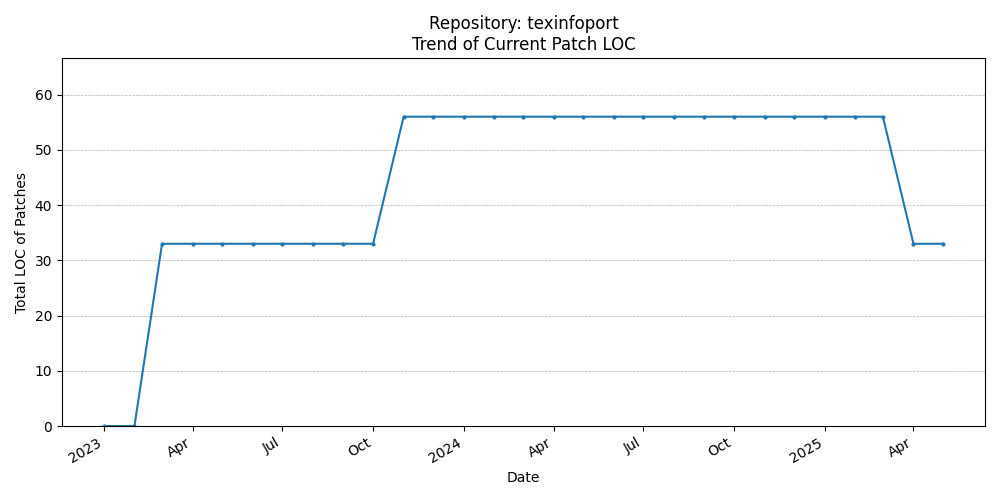 Repository: texinfoport
Trend of Current Patch LOC
Total LOC of Patches
60
50
40
30
20
10
0
2023
Apr
Jul
Oct
2024
Apr
Jul
Oct
2025
Apr
Date